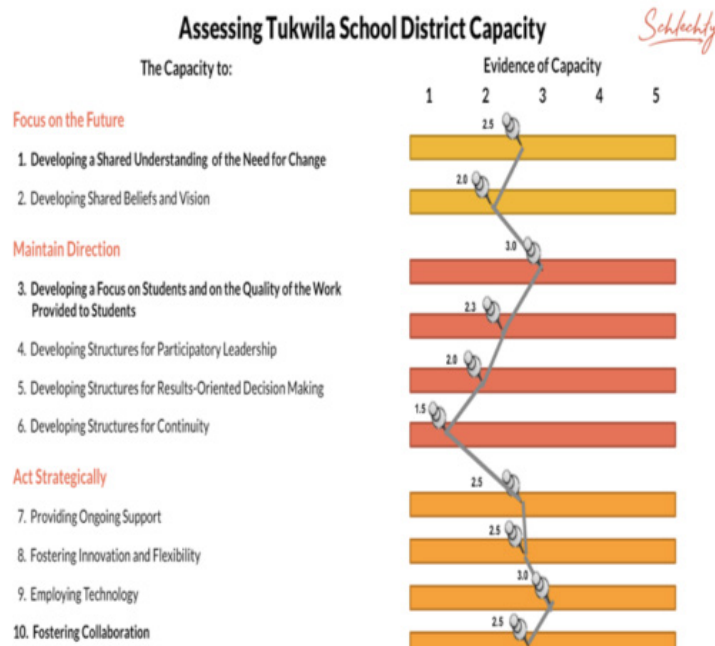 Assessing Tukwila School District Capacity
Schlechty
The Capacity to:
Evidence of Capacity
1 2 3 4 5
Focus on the Future
2.5
1. Developing a Shared Understanding of the Need for Change
2.0
2. Developing Shared Beliefs and Vision
Maintain Direction
3.0
3. Developing a Focus on Students and on the Quality of the Work
Provided to Students
2.3
4. Developing Structures for Participatory Leadership
2.0
5. Developing Structures for Results-Oriented Decision Making
1.5
6. Developing Structures for Continuity
Act Strategically
2.5
7. Providing Ongoing Support
2.5
8. Fostering Innovation and Flexibility
3.0
9. Employing Technology
2.5
10. Fostering Collaboration